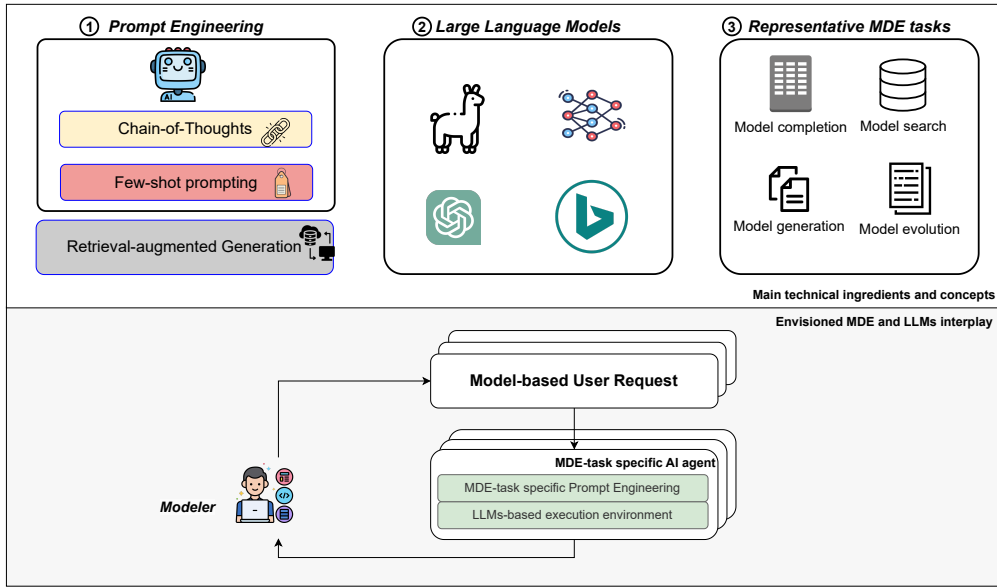 1 Prompt Engineering
2 Large Language Models
3 Representative MDE tasks
AI
Chain-of-Thoughts
Few-shot prompting
Retrieval-augmented Generation
Model completion
Model search
Model generation
Model evolution
Main technical ingredients and concepts
Envisioned MDE and LLMs interplay
Model-based User Request
MDE-task specific AI agent
MDE-task specific Prompt Engineering
LLMs-based execution environment
Modeler